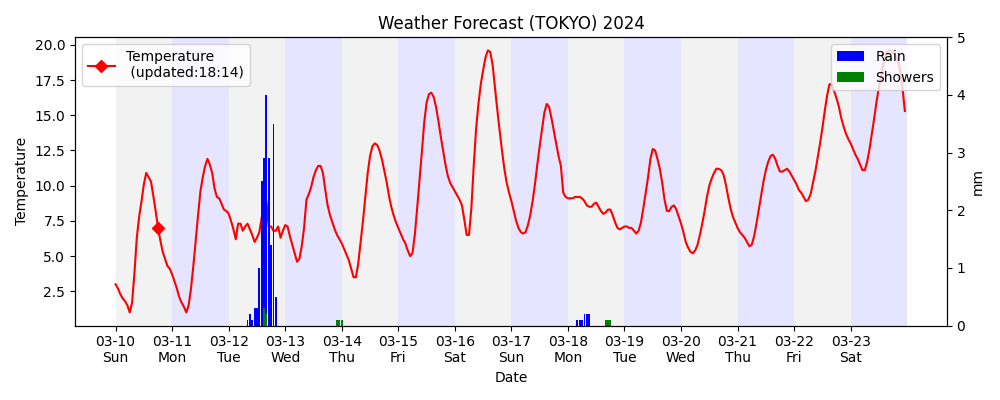 Weather Forecast (TOKYO) 2024
Temperature
(updated:18:14)
Rain
Showers
20.0
17.5
15.0
12.5
10.0
7.5
5.0
2.5
Temperature
5
4
3
2
1
0
mm
03-10 03-11 03-12 03-13 03-14 03-15 03-16 03-17 03-18 03-19 03-20 03-21 03-22 03-23
Sun Mon Tue Wed Thu Fri Sat Sun Mon Tue Wed Thu Fri Sat
Date